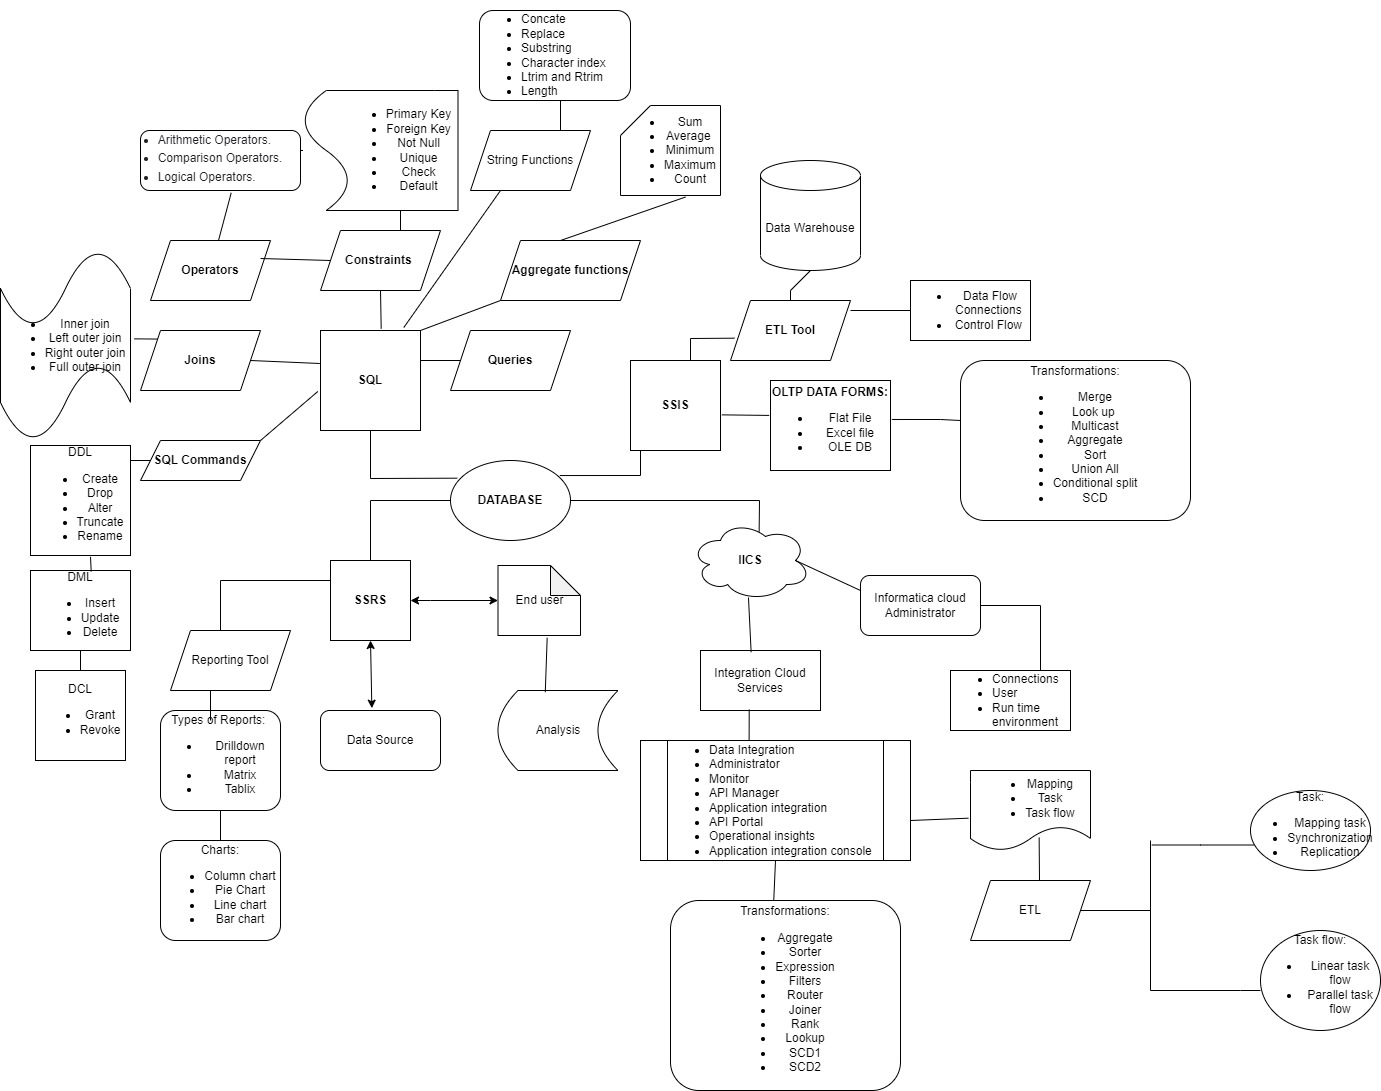 Concate
Replace
Substring
Character index
Ltrim and Rtrim
Length
Primary Key
Foreign Key
Not Null
Unique
Check
Default
Sum
Average
Minimum
Maximum
Count
Arithmetic Operators.
Comparison Operators.
Logical Operators.
String Functions
Data Warehouse
Operators
Constraints
Aggregate functions
Data Flow
Connections
Control Flow
ETL Tool
Inner join
Left outer join
Right outer join
Full outer join
Joins
SQL
Queries
SSIS
OLTP DATA FORMS:
Flat File
Excel file
OLE DB
Transformations:
Merge
Look up
Multicast
Aggregate
Sort
Union All
Conditional split
SCD
SQL Commands
DDL
Create
Drop
Alter
Truncate
Rename
DATABASE
DML
Insert
Update
Delete
SSRS
End user
IICS
Informatica cloud
Administrator
DCL
Grant
Revoke
Reporting Tool
Integration Cloud
Services
Connections
User
Run time
environment
Types of Reports:
Drilldown
report
Matrix
Tablix
Data Source
Analysis
Data Integration
Administrator
Monitor
API Manager
Application integration
API Portal
Operational insights
Application integration console
Mapping
Task
Task flow
Task:
Mapping task
Synchronization
Replication
Charts:
Column chart
Pie Chart
Line chart
Bar chart
ETL
Transformations:
Aggregate
Sorter
Expression
Filters
Router
Joiner
Rank
Lookup
SCD1
SCD2
Task flow:
Linear task
flow
Parallel task
flow